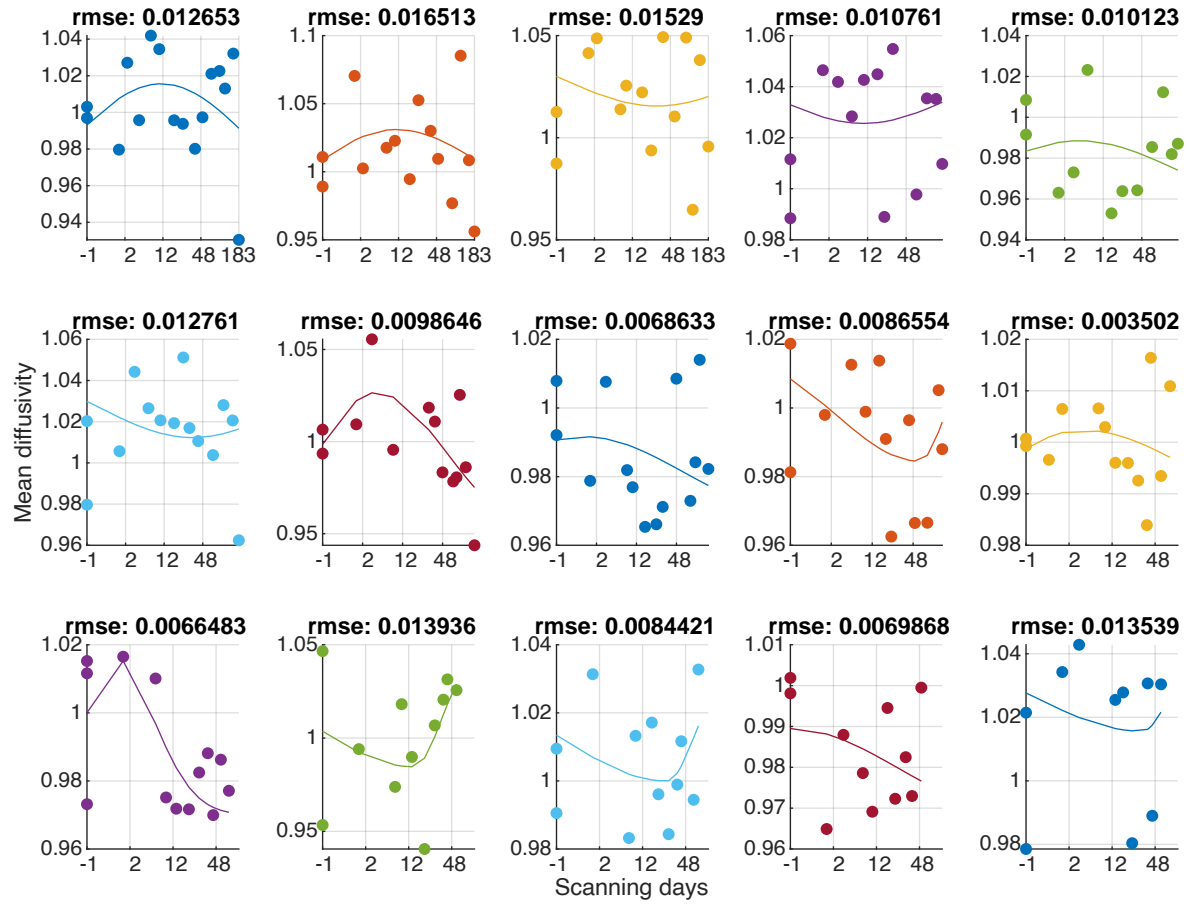 rmse: 0.012653 rmse: 0.016513 rmse: 0.01529 rmse: 0.010761 rmse: 0.010123
1.04 1.1 1.05 1.06 1.04
1.02 1.05 1.04 1.02
1 1 1 1.02 1
0.98 1 0.98
0.96 0.96
0.94 0.95 0.95 0.98 0.94
-1 2 12 48 183 -1 2 12 48 183 -1 2 12 48 183 -1 2 12 48 -1 2 12 48
rmse: 0.012761 rmse: 0.0098646 rmse: 0.0068633 rmse: 0.0086554 rmse: 0.003502
1.06 1.05 1.02 1.02 1.02
1.04 1.01
1.02 1 1 1 1
1 0.98 0.98 0.99
0.98
0.96 0.95 0.96 0.96 0.98
-1 2 12 48 -1 2 12 48 -1 2 12 48 -1 2 12 48 -1 2 12 48
Mean diffusivity
rmse: 0.0066483 rmse: 0.013936 rmse: 0.0084421 rmse: 0.0069868 rmse: 0.013539
1.02 1.05 1.04 1.01 1.04
1 1 1.02 1 1.02
0.98 1 0.99 1
0.98 0.98
0.97
0.96 0.95 0.98 0.96
-1 2 12 48 -1 2 12 48 -1 2 12 48 -1 2 12 48 -1 2 12 48
Scanning days